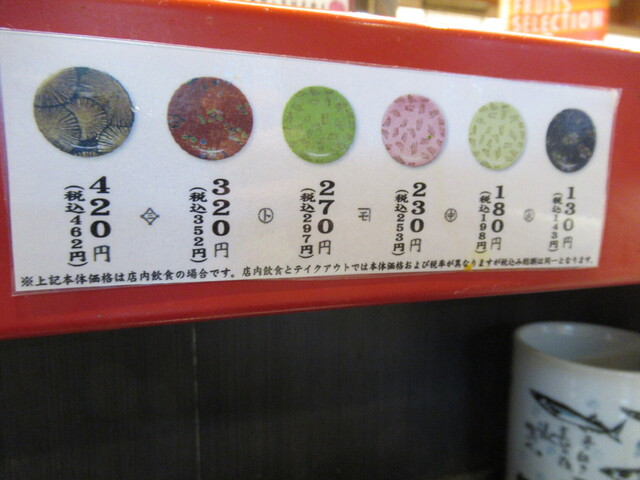 FRUITS
SELECTION
420円
(税込462円)
320円
(税込352円)
270円
(税込297円)
230円
(税込253円)
180円
(税込198円)
130円
(税込143円)
※上記本体価格は店内飲食の場合です。店内飲食とテイクアウトでは本体価格および税率が異なりますが税込み総額は同一となります。